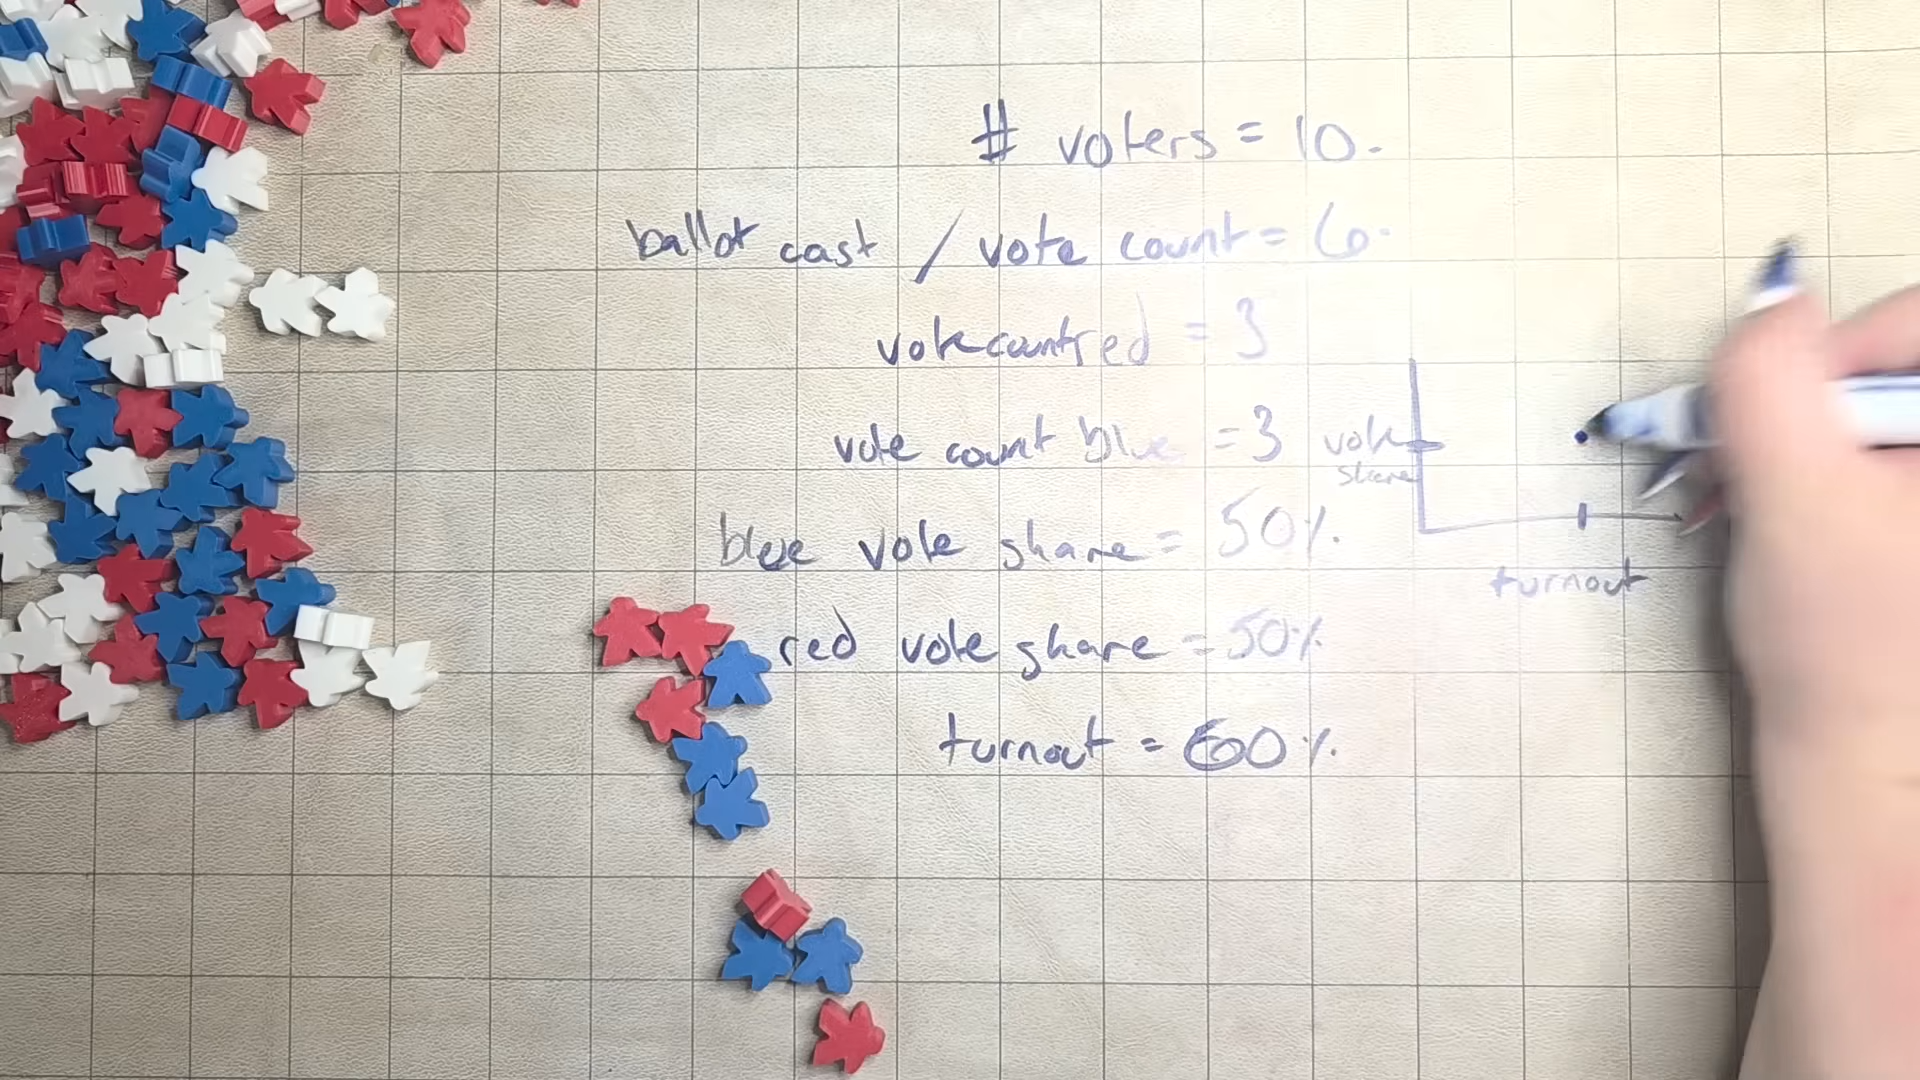 # voters = 10.
ballot cast / vote count = 6.
vote count red = 3
vote count blue = 3
vote share
blue vote share = 50%.
turnout
red vote share = 50%
turnout = 60%.